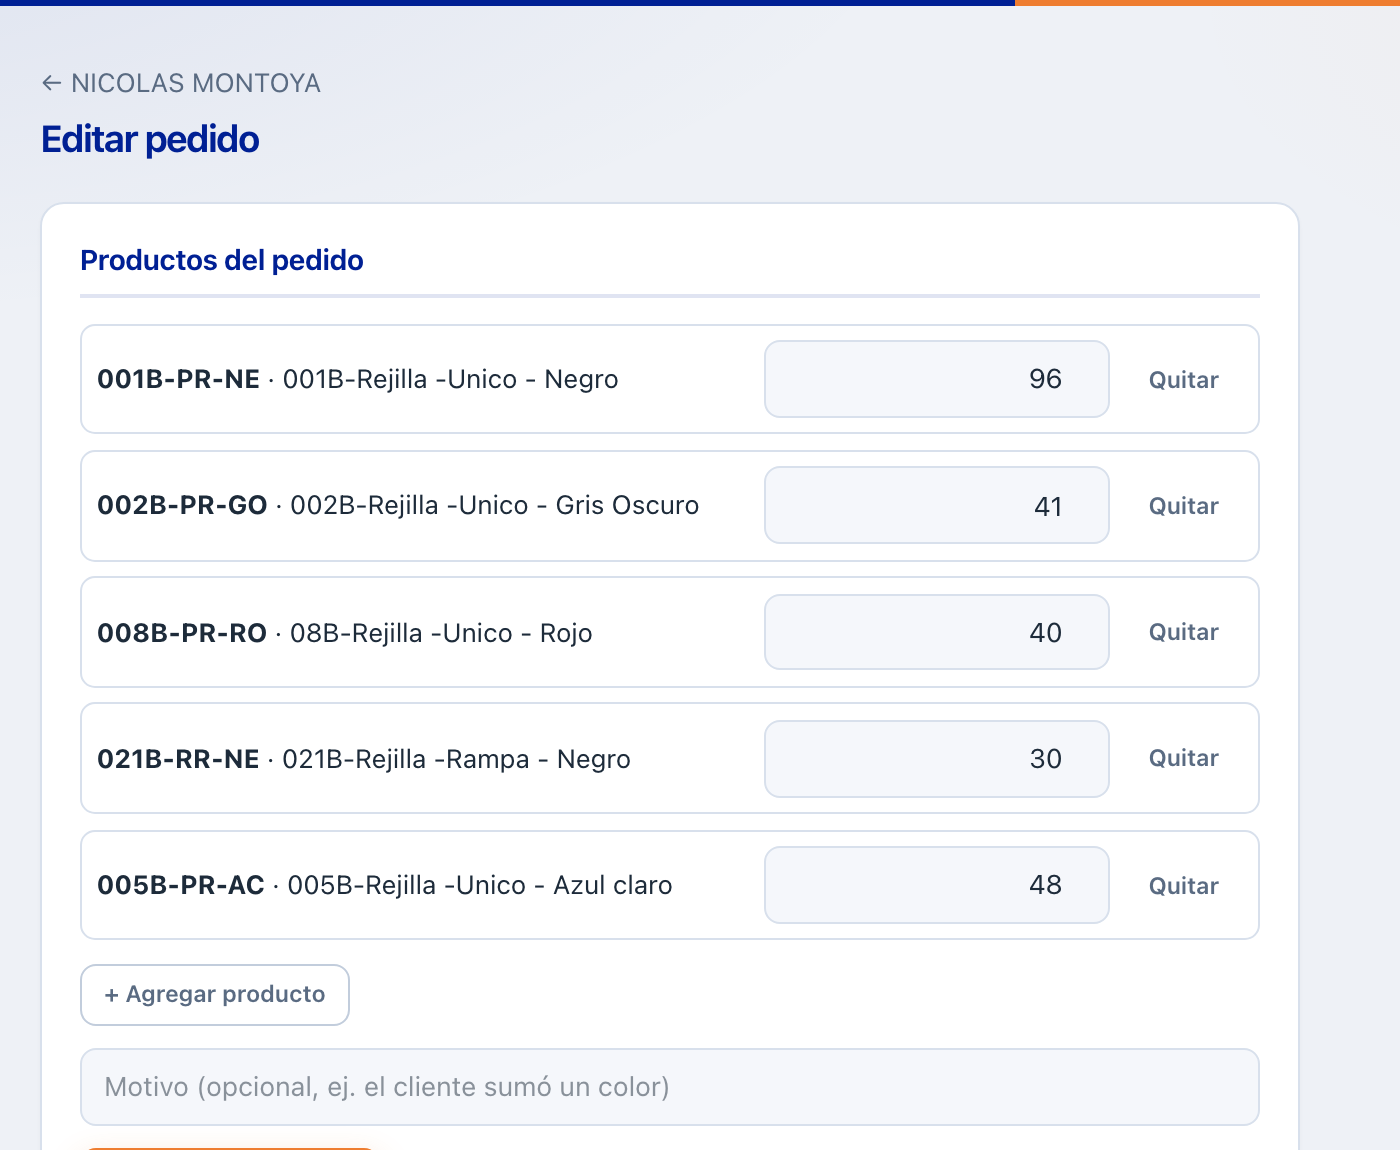 ← NICOLAS MONTOYA
Editar pedido
Productos del pedido
001B-PR-NE · 001B-Rejilla -Unico - Negro 96 Quitar
002B-PR-GO · 002B-Rejilla -Unico - Gris Oscuro 41 Quitar
008B-PR-RO · 08B-Rejilla -Unico - Rojo 40 Quitar
021B-RR-NE · 021B-Rejilla -Rampa - Negro 30 Quitar
005B-PR-AC · 005B-Rejilla -Unico - Azul claro 48 Quitar
+ Agregar producto
Motivo (opcional, ej. el cliente sumó un color)